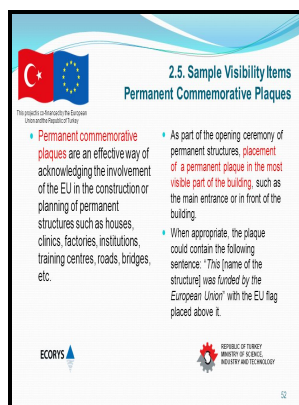 2.5. Sample Visibility Items
Permanent Commemorative Plaques
This project is co-financed by the European
Union and the Republic of Turkey
Permanent commemorative
plaques are an effective way of
acknowledging the involvement
of the EU in the construction or
planning of permanent
structures such as houses,
clinics, factories, institutions,
training centres, roads, bridges,
etc.
As part of the opening ceremony of
permanent structures, placement
of a permanent plaque in the most
visible part of the building, such as
the main entrance or in front of the
building.
When appropriate, the plaque
could contain the following
sentence: “This [name of the
structure] was funded by the
European Union” with the EU flag
placed above it.
ECORYS
REPUBLIC OF TURKEY
MINISTRY OF SCIENCE,
INDUSTRY AND TECHNOLOGY
52